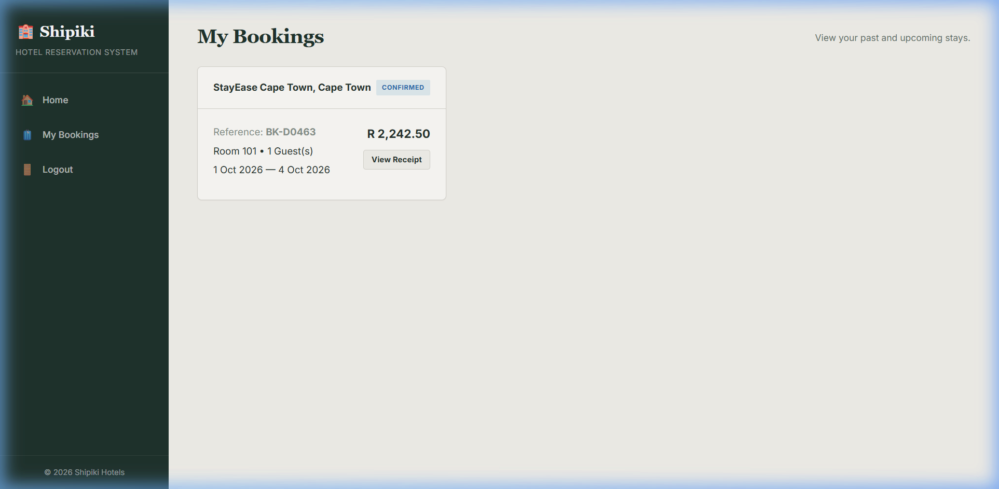 Shipiki
HOTEL RESERVATION SYSTEM
Home
My Bookings
Logout
© 2026 Shipiki Hotels
My Bookings
View your past and upcoming stays.
StayEase Cape Town, Cape Town
CONFIRMED
Reference: BK-D0463
Room 101 • 1 Guest(s)
1 Oct 2026 — 4 Oct 2026
R 2,242.50
View Receipt